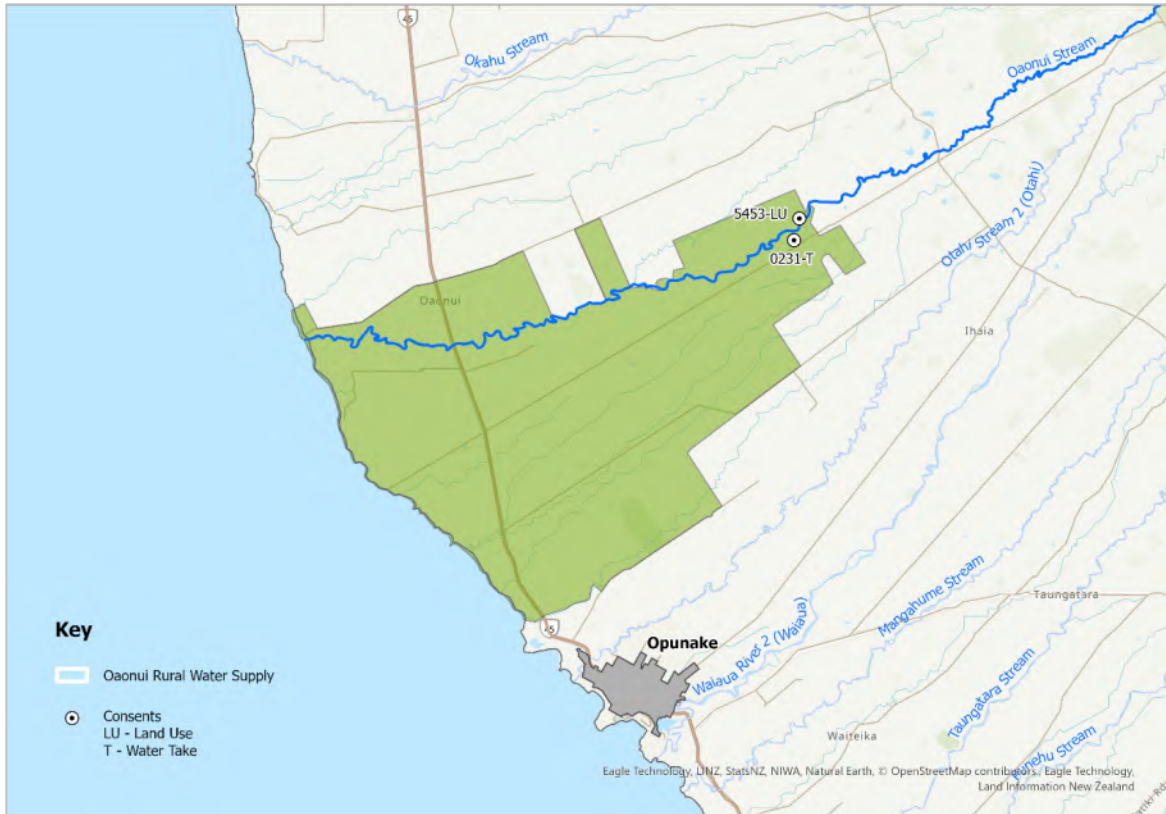 45
Okahu Stream
Oaonui Stream
5453-LU
0231-T
Otahi Stream 2 (Otahi)
Oaonui
Ihaia
Key
Oaonui Rural Water Supply
Consents
LU - Land Use
T - Water Take
45
Opunake
Waiaua River 2 (Waiaua)
Mangahume Stream
Taungatara
Taungatara Stream
Waiteika
Punehu Stream
Eagle Technology, LINZ, StatsNZ, NIWA, Natural Earth, © OpenStreetMap contributors, Eagle Technology,
Land Information New Zealand